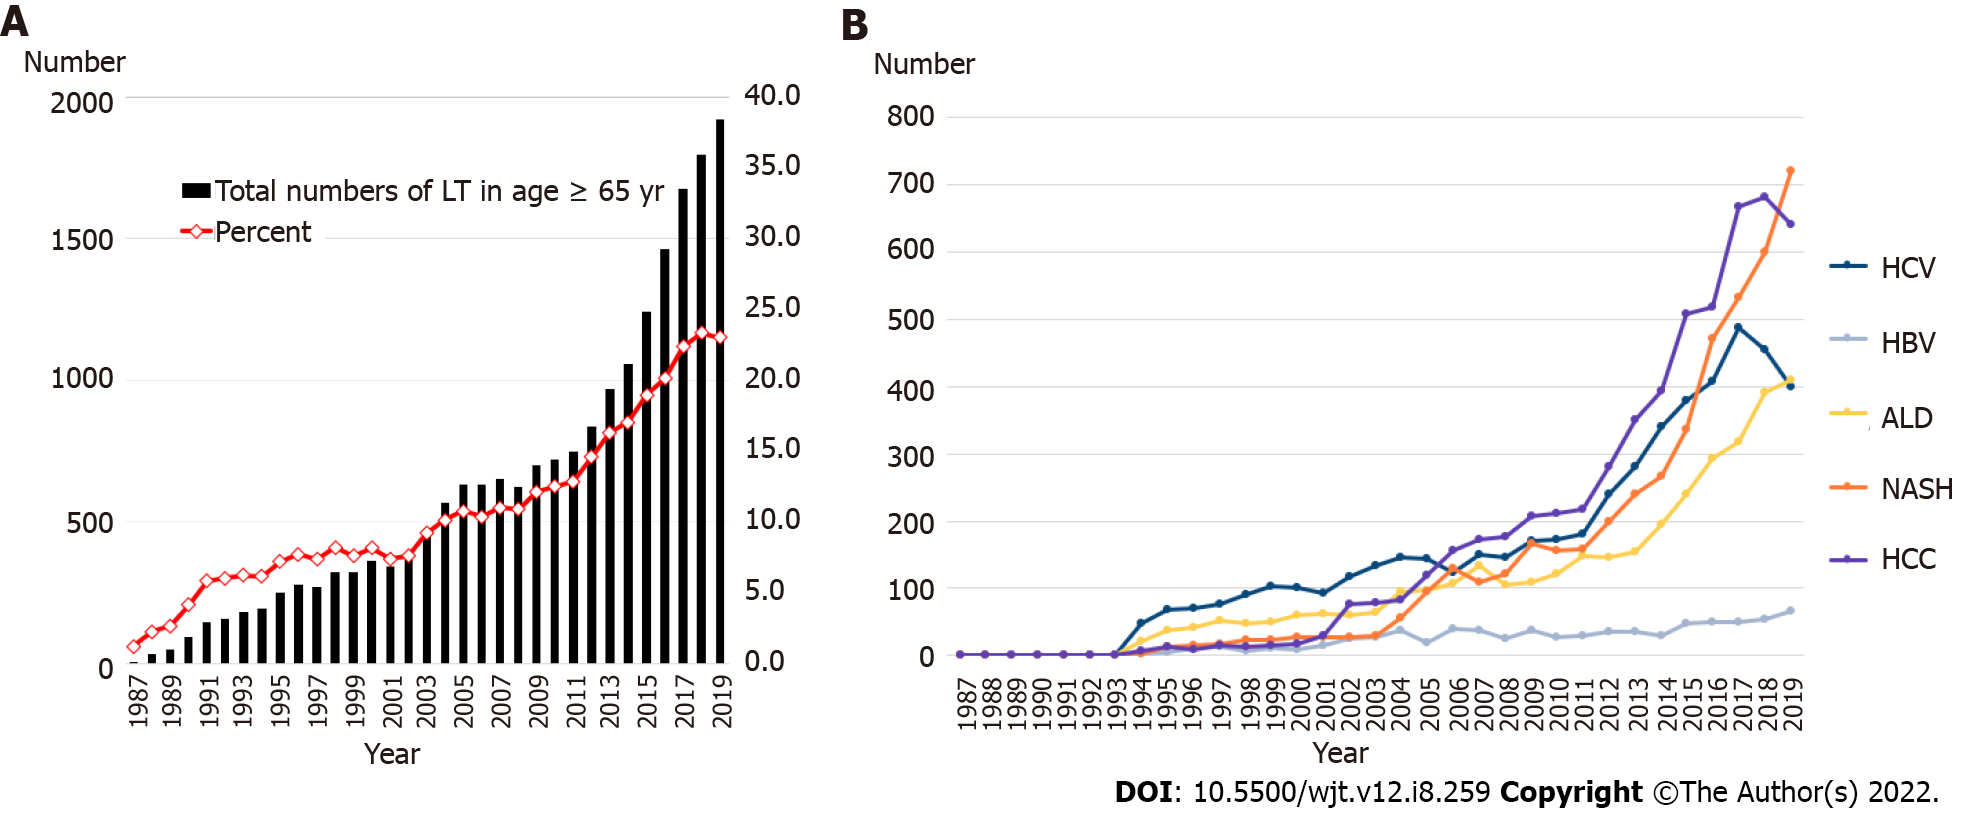 A
Number
2000
1500
1000
500
0
40.0
35.0
30.0
25.0
20.0
15.0
10.0
5.0
0.0
Total numbers of LT in age ≥ 65 yr
Percent
1987 1989 1991 1993 1995 1997 1999 2001 2003 2005 2007 2009 2011 2013 2015 2017 2019
Year
B
Number
800
700
600
500
400
300
200
100
0
1987 1988 1989 1990 1991 1992 1993 1994 1995 1996 1997 1998 1999 2000 2001 2002 2003 2004 2005 2006 2007 2008 2009 2010 2011 2012 2013 2014 2015 2016 2017 2018 2019
Year
HCV
HBV
ALD
NASH
HCC
DOI: 10.5500/wjt.v12.i8.259 Copyright ©The Author(s) 2022.